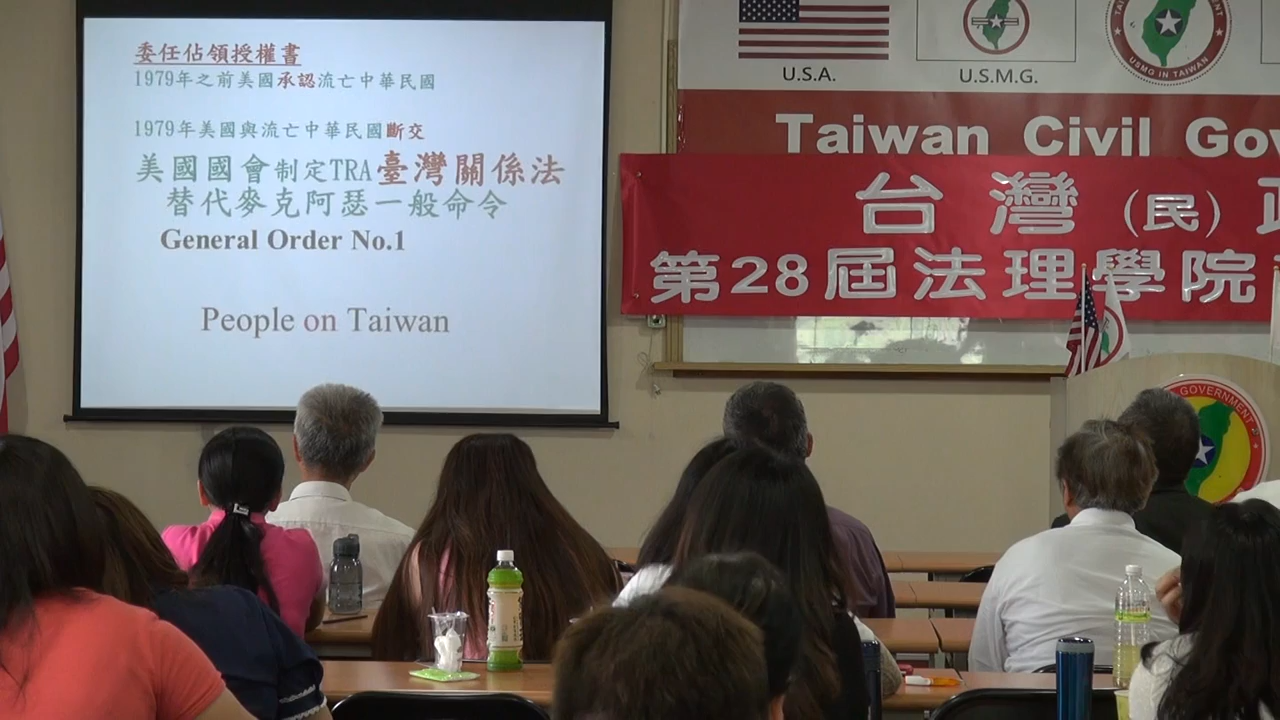 委任佔領授權書
1979年之前美國承認流亡中華民國
1979年美國與流亡中華民國斷交
美國國會制定TRA臺灣關係法
替代麥克阿瑟一般命令
General Order No.1
People on Taiwan
U.S.A.
U.S.M.G.
USMG IN TAIWAN
Taiwan Civil Gov
台灣(民)政
第28屆法理學院
GOVERNMENT